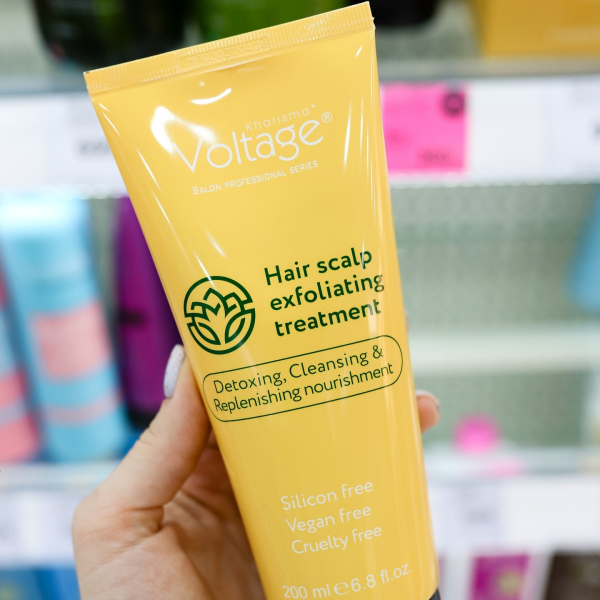 Kharisma™
Voltage®
SALON PROFESSIONAL SERIES
Hair scalp
exfoliating
treatment
Detoxing, Cleansing &
Replenishing nourishment
Silicon free
Vegan free
Cruelty free
200 ml ℮ 6.8 fl.oz.